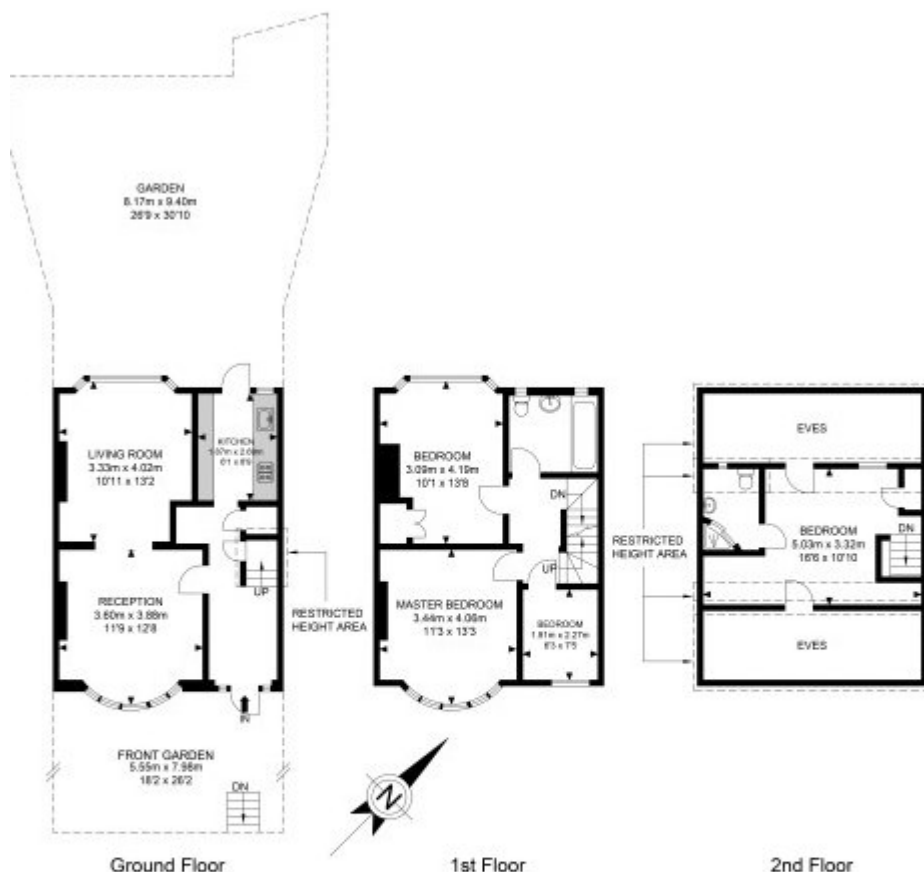 GARDEN
8.17m x 9.40m
26'9 x 30'10
LIVING ROOM
3.33m x 4.02m
10'11 x 13'2
KITCHEN
6'1 x 8'6
RECEPTION
3.60m x 3.88m
11'9 x 12'8
UP
RESTRICTED
HEIGHT AREA
IN
FRONT GARDEN
5.55m x 7.98m
18'2 x 26'2
DN
Ground Floor
BEDROOM
3.09m x 4.19m
10'1 x 13'8
DN
UP
MASTER BEDROOM
3.44m x 4.06m
11'3 x 13'3
BEDROOM
1.91m x 2.27m
6'3 x 7'5
N
1st Floor
EVES
RESTRICTED
HEIGHT AREA
BEDROOM
5.03m x 3.32m
16'6 x 10'10
DN
EVES
2nd Floor